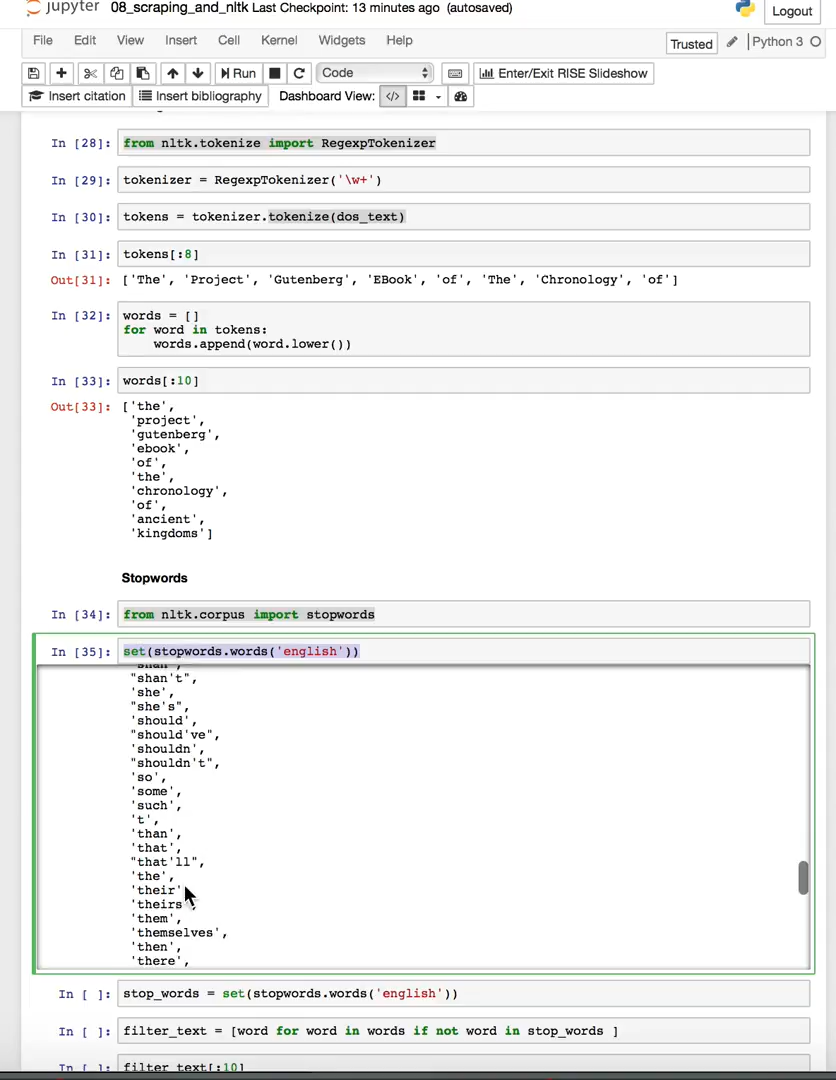 jupyter 08_scraping_and_nltk Last Checkpoint: 13 minutes ago (autosaved)
Logout
File Edit View Insert Cell Kernel Widgets Help
Trusted Python 3
Run Code Enter/Exit RISE Slideshow
Insert citation Insert bibliography Dashboard View:
In [28]: from nltk.tokenize import RegexpTokenizer
In [29]: tokenizer = RegexpTokenizer('\w+')
In [30]: tokens = tokenizer.tokenize(dos_text)
In [31]: tokens[:8]
Out[31]: ['The', 'Project', 'Gutenberg', 'EBook', 'of', 'The', 'Chronology', 'of']
In [32]: words = []
for word in tokens:
words.append(word.lower())
In [33]: words[:10]
Out[33]: ['the',
'project',
'gutenberg',
'ebook',
'of',
'the',
'chronology',
'of',
'ancient',
'kingdoms']
Stopwords
In [34]: from nltk.corpus import stopwords
In [35]: set(stopwords.words('english'))
'shan',
"shan't",
'she',
"she's",
'should',
"should've",
'shouldn',
"shouldn't",
'so',
'some',
'such',
't',
'than',
'that',
"that'll",
'the',
'their'
'theirs',
'them',
'themselves',
'then',
'there',
In [ ]: stop_words = set(stopwords.words('english'))
In [ ]: filter_text = [word for word in words if not word in stop_words ]
In [ ]: filter_text[:10]